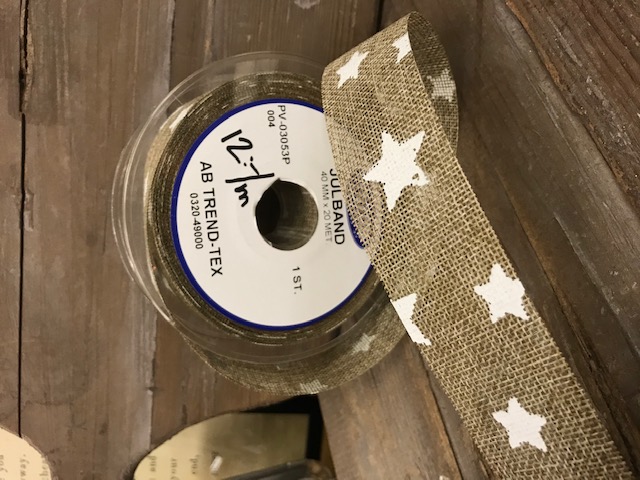 PV-03053P
004
JULBAND
40 MM x 20 MET
12:-/m
1 ST.
AB TREND-TEX
0320-49000